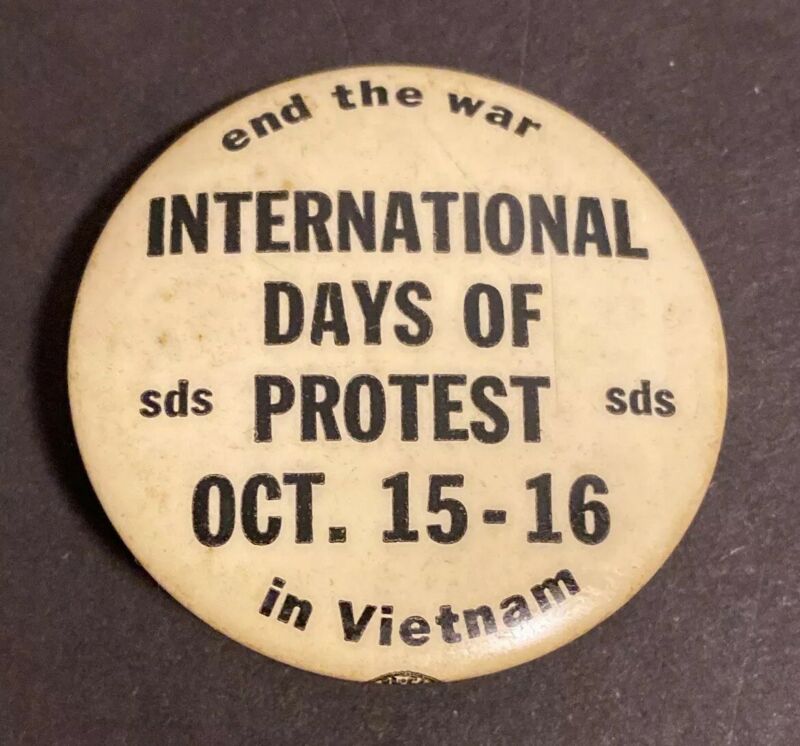 end the war
INTERNATIONAL
DAYS OF
sds PROTEST sds
OCT. 15-16
in Vietnam